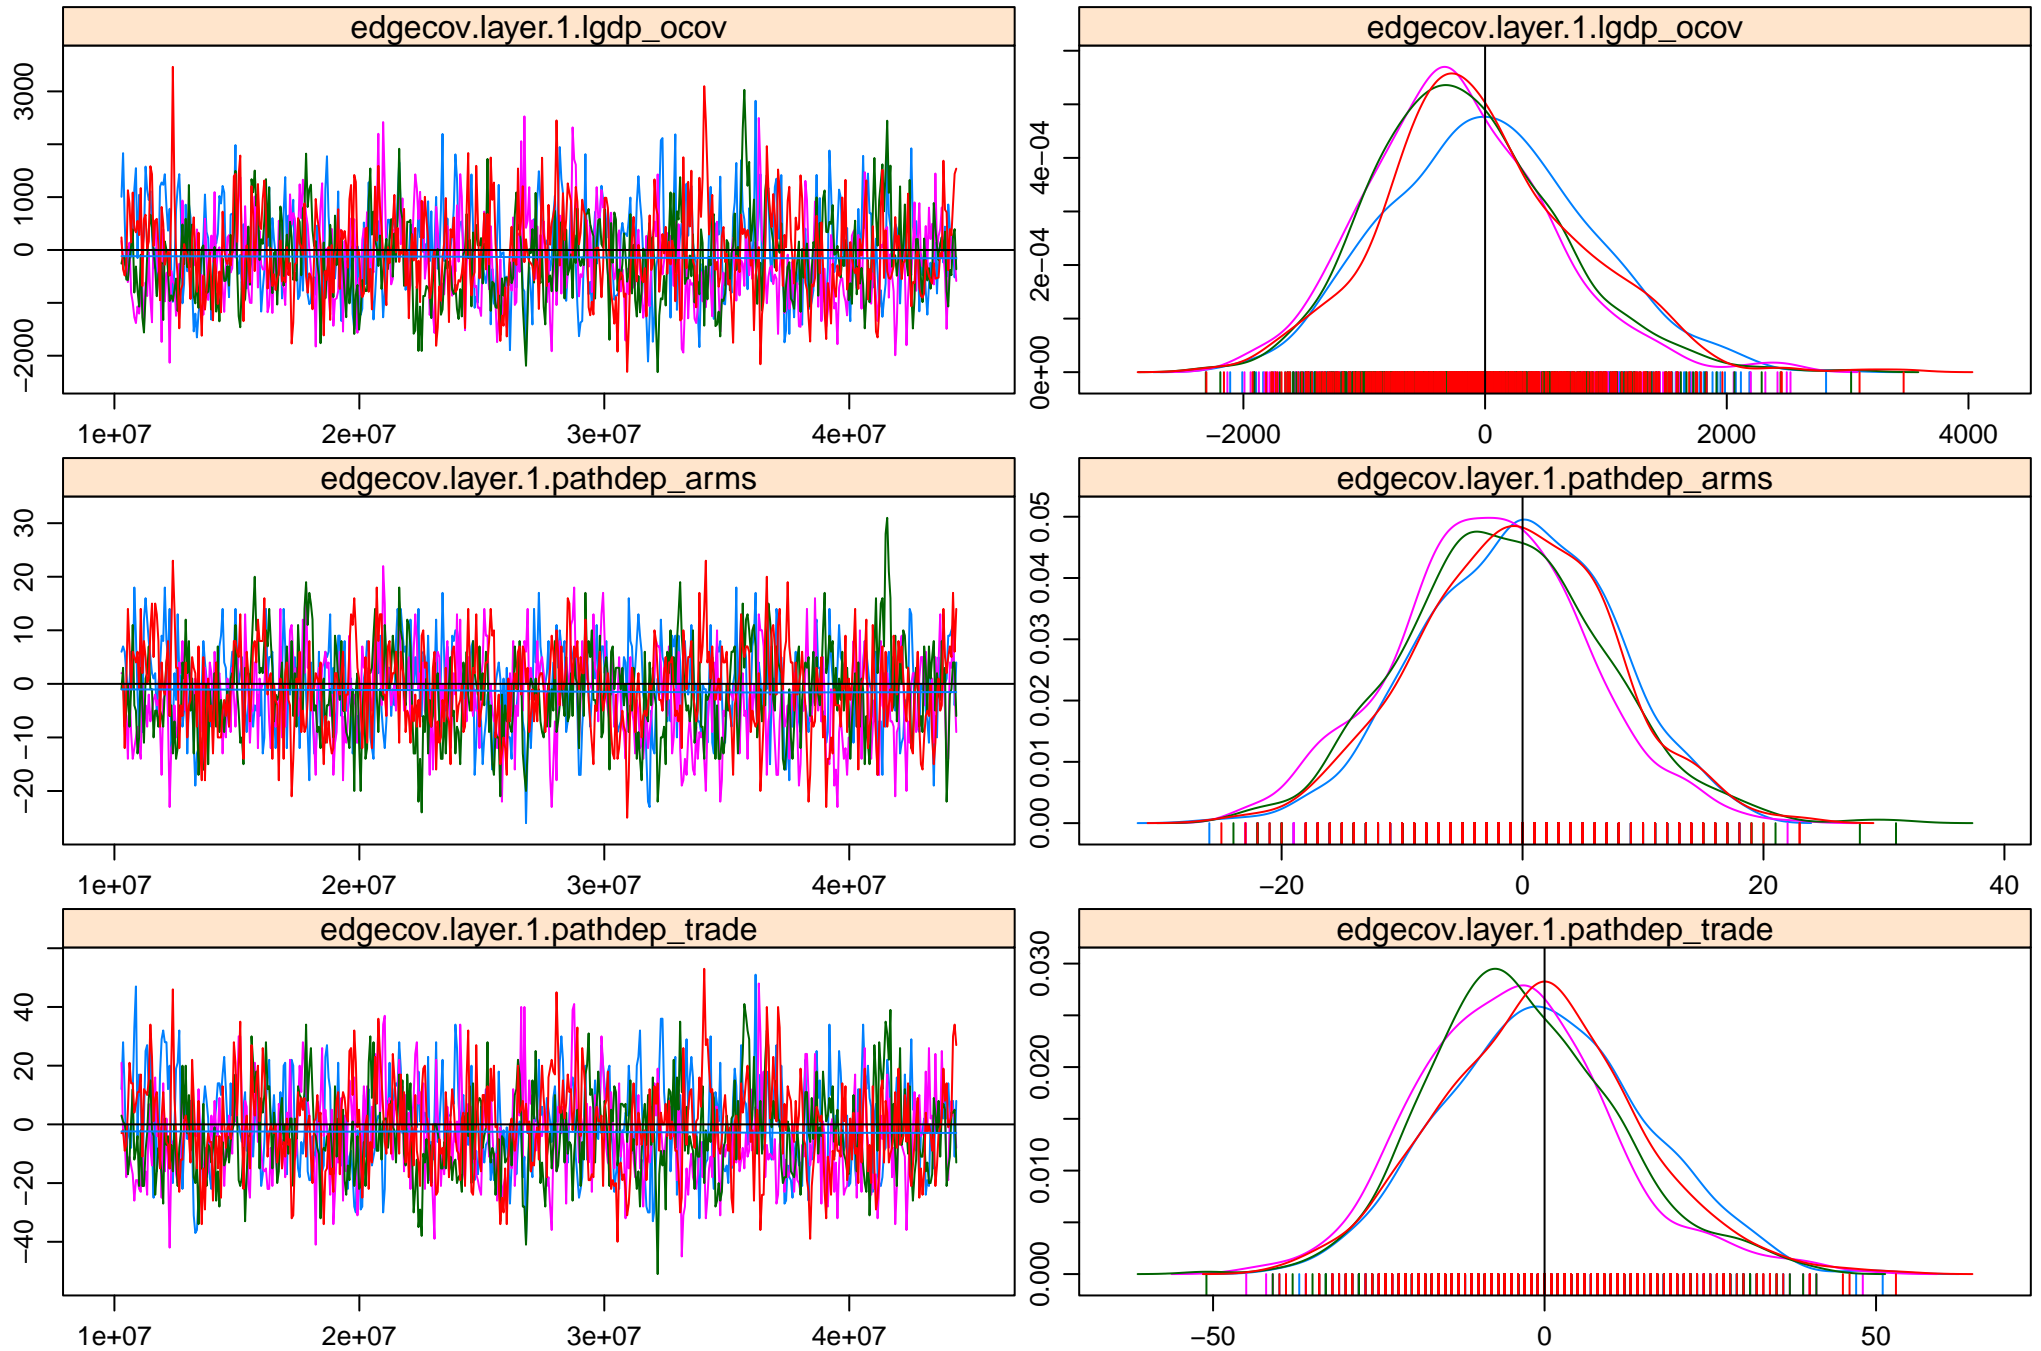 edgecov.layer.1.lgdp_ocov
3000
1000
0
−2000
1e+07 2e+07 3e+07 4e+07
edgecov.layer.1.lgdp_ocov
4e−04
2e−04
0e+00
−2000 0 2000 4000
edgecov.layer.1.pathdep_arms
30
20
10
0
−10
−20
1e+07 2e+07 3e+07 4e+07
edgecov.layer.1.pathdep_arms
0.05
0.04
0.03
0.02
0.01
0.00
−20 0 20 40
edgecov.layer.1.pathdep_trade
40
20
0
−20
−40
1e+07 2e+07 3e+07 4e+07
edgecov.layer.1.pathdep_trade
0.030
0.020
0.010
0.000
−50 0 50